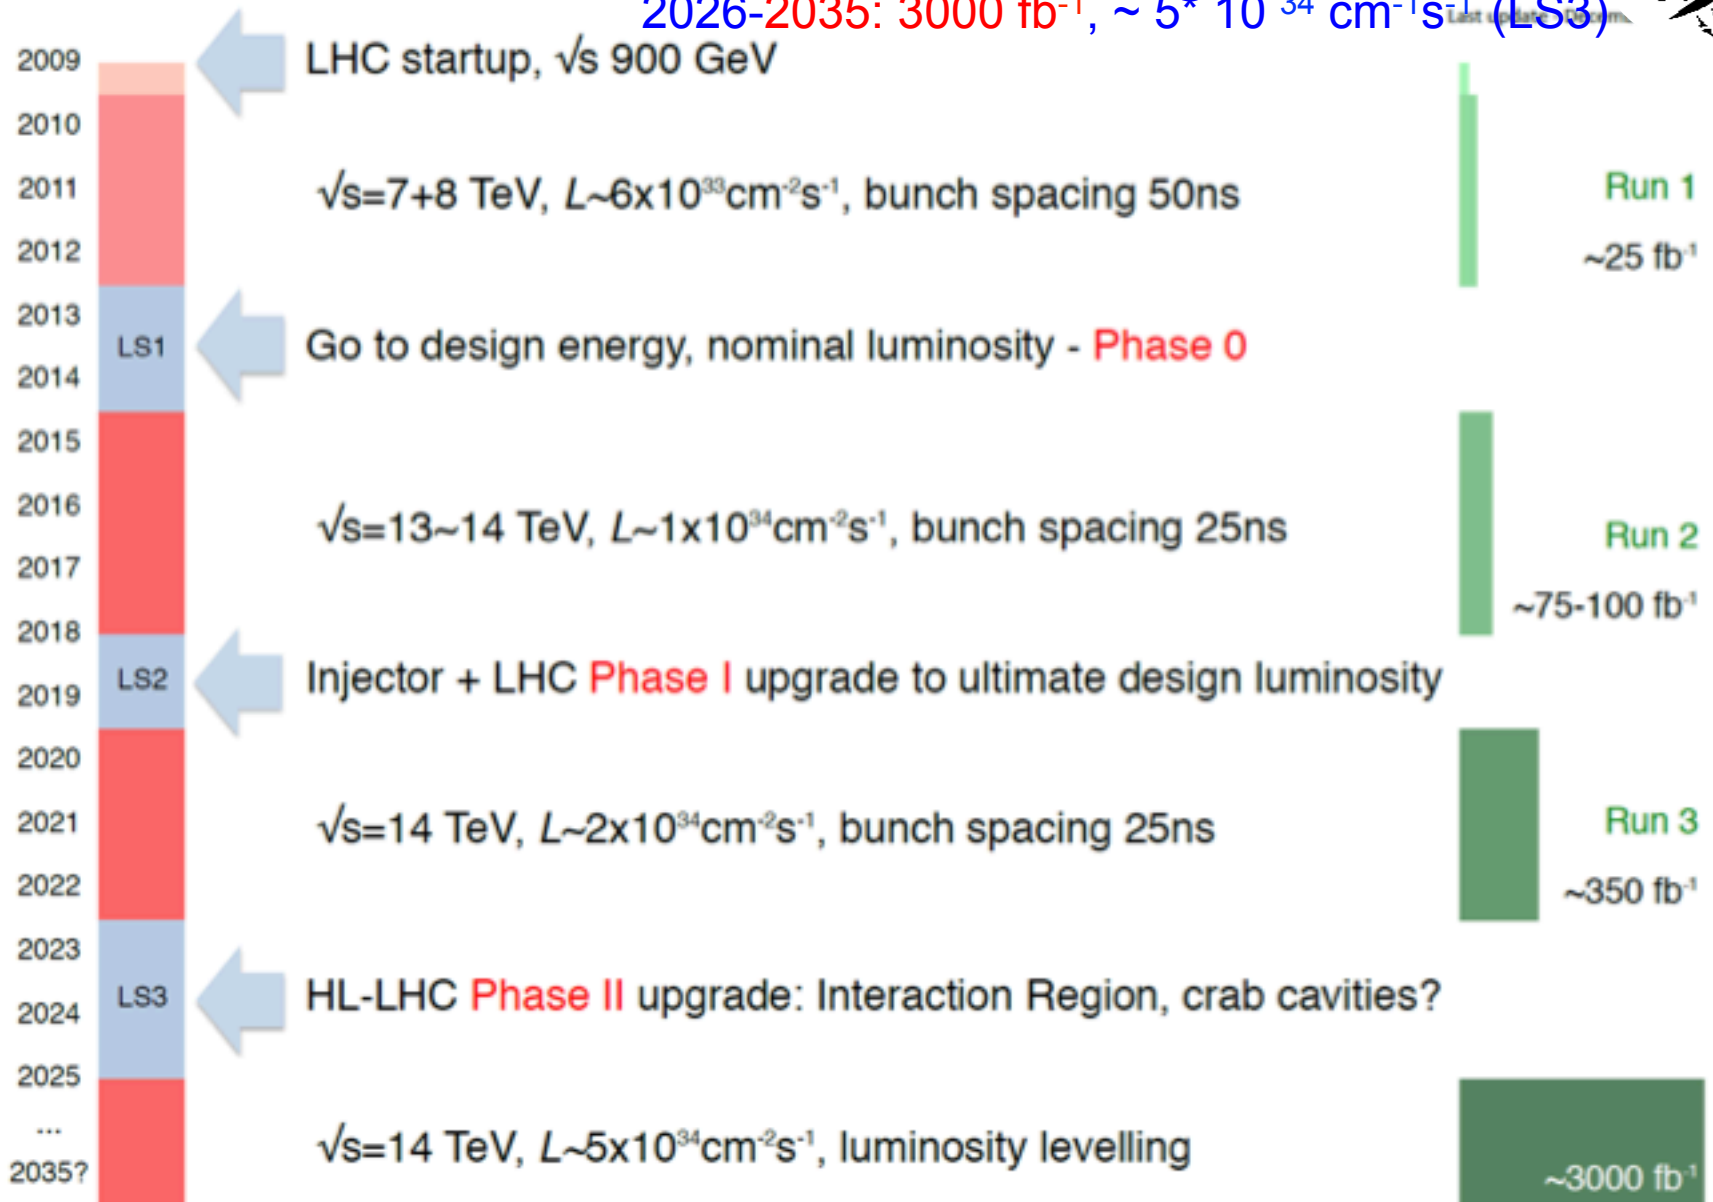 2026-2035: 3000 fb⁻¹, ~ 5* 10 ³⁴ cm⁻¹s⁻¹ (LS3)
Last update
2009
LHC startup, √s 900 GeV
2010
2011
√s=7+8 TeV, L~6x10³³cm⁻²s⁻¹, bunch spacing 50ns
Run 1
2012
~25 fb⁻¹
2013
LS1
Go to design energy, nominal luminosity - Phase 0
2014
2015
2016
√s=13~14 TeV, L~1x10³⁴cm⁻²s⁻¹, bunch spacing 25ns
Run 2
2017
~75-100 fb⁻¹
2018
LS2
Injector + LHC Phase I upgrade to ultimate design luminosity
2019
2020
2021
√s=14 TeV, L~2x10³⁴cm⁻²s⁻¹, bunch spacing 25ns
Run 3
2022
~350 fb⁻¹
2023
LS3
HL-LHC Phase II upgrade: Interaction Region, crab cavities?
2024
2025
...
√s=14 TeV, L~5x10³⁴cm⁻²s⁻¹, luminosity levelling
2035?
~3000 fb⁻¹